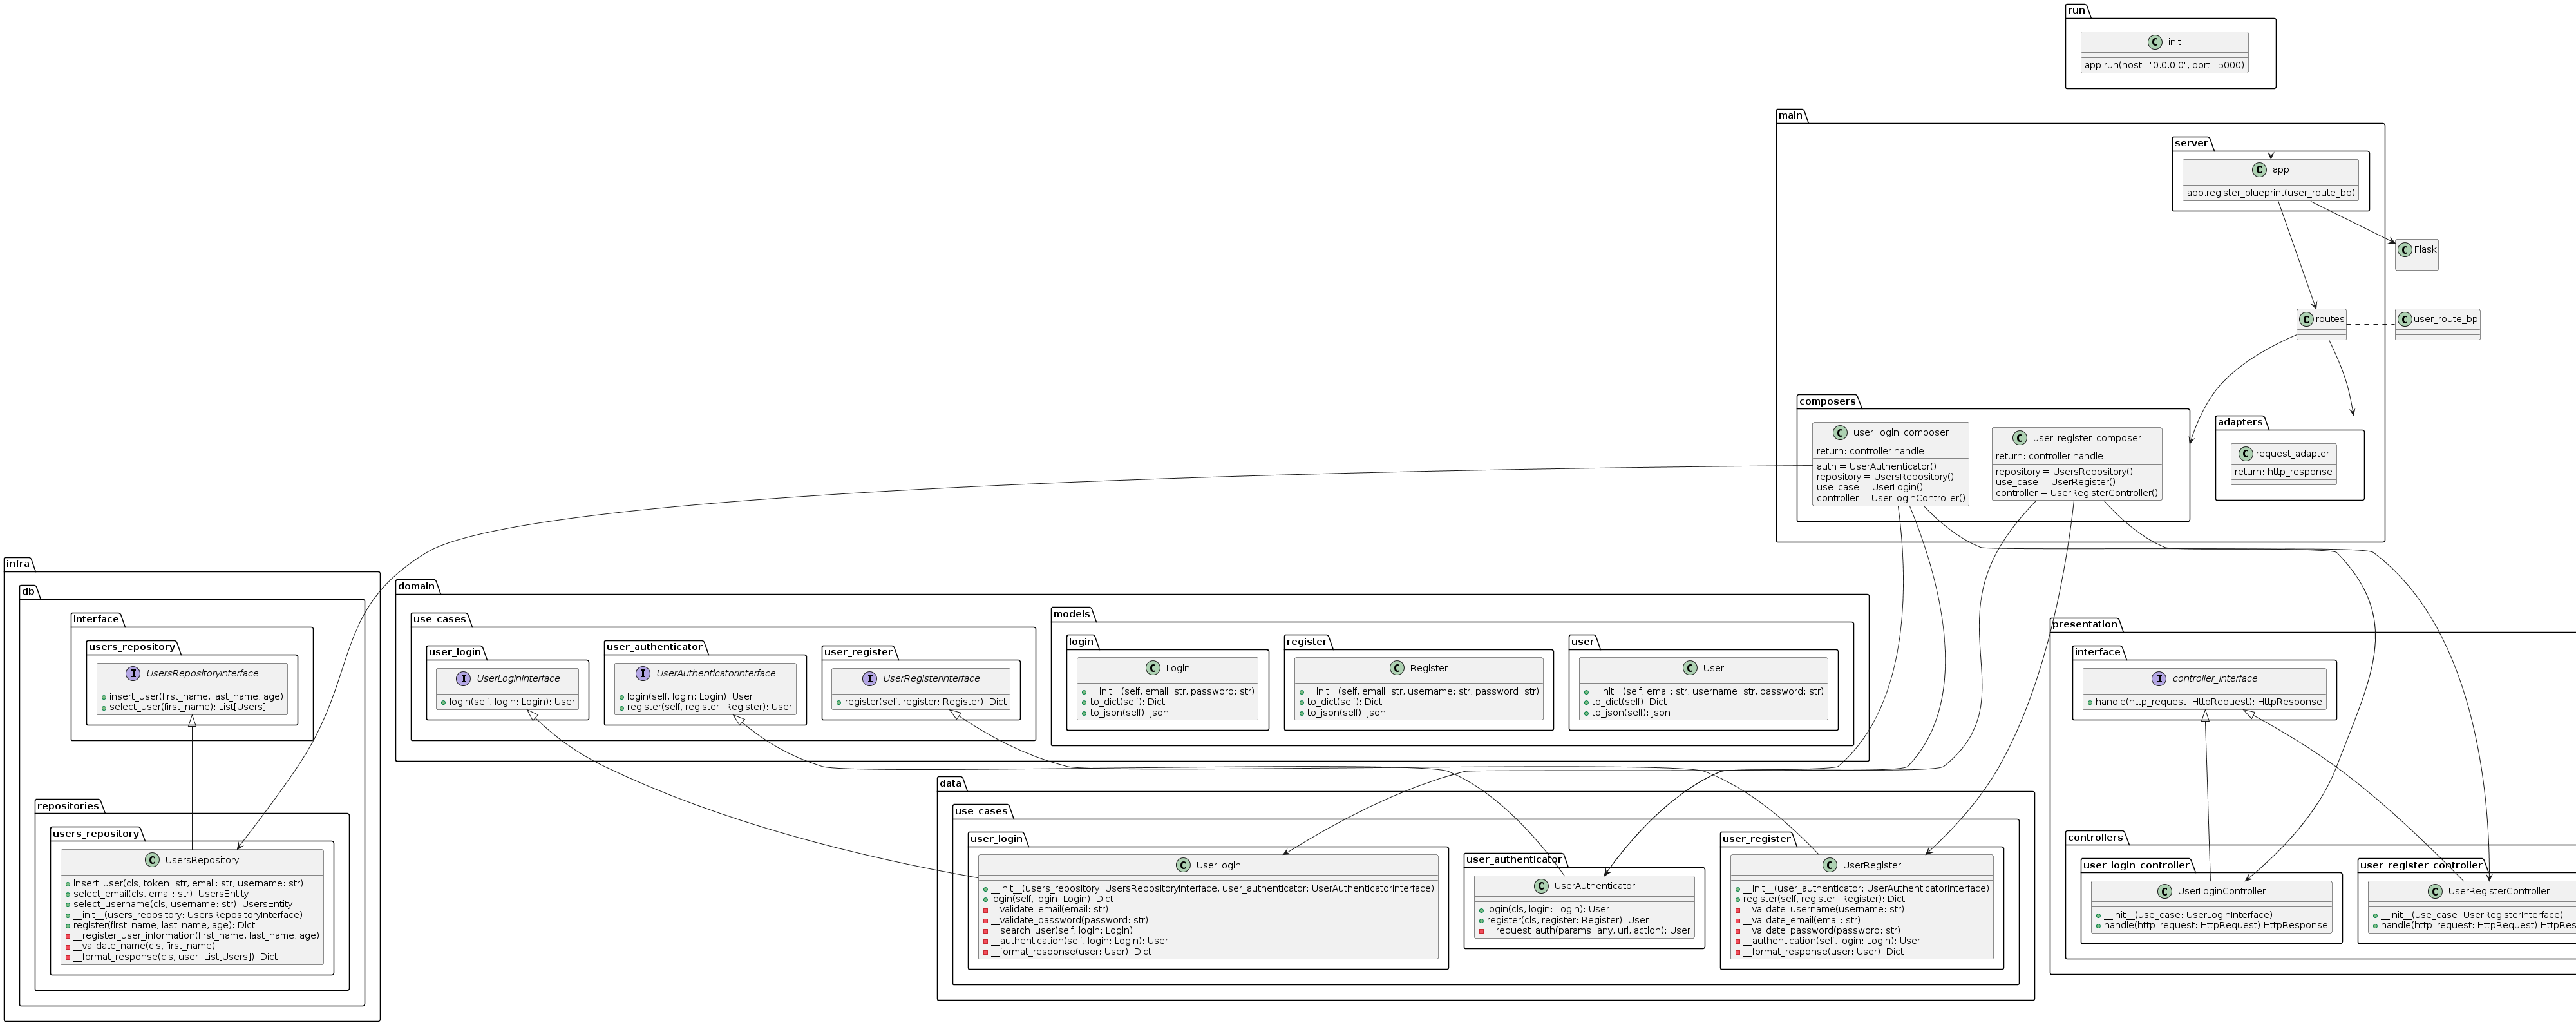 run
init
app.run(host="0.0.0.0", port=5000)
main
server
app
app.register_blueprint(user_route_bp)
Flask
routes
user_route_bp
composers
user_login_composer
return: controller.handle
auth = UserAuthenticator()
repository = UsersRepository()
use_case = UserLogin()
controller = UserLoginController()
user_register_composer
return: controller.handle
repository = UsersRepository()
use_case = UserRegister()
controller = UserRegisterController()
adapters
request_adapter
return: http_response
infra
db
interface
users_repository
UsersRepositoryInterface
insert_user(first_name, last_name, age)
select_user(first_name): List[Users]
repositories
users_repository
UsersRepository
insert_user(cls, token: str, email: str, username: str)
select_email(cls, email: str): UsersEntity
select_username(cls, username: str): UsersEntity
__init__(users_repository: UsersRepositoryInterface)
register(first_name, last_name, age): Dict
__register_user_information(first_name, last_name, age)
__validate_name(cls, first_name)
__format_response(cls, user: List[Users]): Dict
domain
use_cases
user_login
UserLoginInterface
login(self, login: Login): User
user_authenticator
UserAuthenticatorInterface
login(self, login: Login): User
register(self, register: Register): User
user_register
UserRegisterInterface
register(self, register: Register): Dict
models
login
Login
__init__(self, email: str, password: str)
to_dict(self): Dict
to_json(self): json
register
Register
__init__(self, email: str, username: str, password: str)
to_dict(self): Dict
to_json(self): json
user
User
__init__(self, email: str, username: str, password: str)
to_dict(self): Dict
to_json(self): json
data
use_cases
user_login
UserLogin
__init__(users_repository: UsersRepositoryInterface, user_authenticator: UserAuthenticatorInterface)
login(self, login: Login): Dict
__validate_email(email: str)
__validate_password(password: str)
__search_user(self, login: Login)
__authentication(self, login: Login): User
__format_response(user: User): Dict
user_authenticator
UserAuthenticator
login(cls, login: Login): User
register(cls, register: Register): User
__request_auth(params: any, url, action): User
user_register
UserRegister
__init__(user_authenticator: UserAuthenticatorInterface)
register(self, register: Register): Dict
__validate_username(username: str)
__validate_email(email: str)
__validate_password(password: str)
__authentication(self, login: Login): User
__format_response(user: User): Dict
presentation
interface
controller_interface
handle(http_request: HttpRequest): HttpResponse
controllers
user_login_controller
UserLoginController
__init__(use_case: UserLoginInterface)
handle(http_request: HttpRequest):HttpResponse
user_register_controller
UserRegisterController
__init__(use_case: UserRegisterInterface)
handle(http_request: HttpRequest):HttpRes